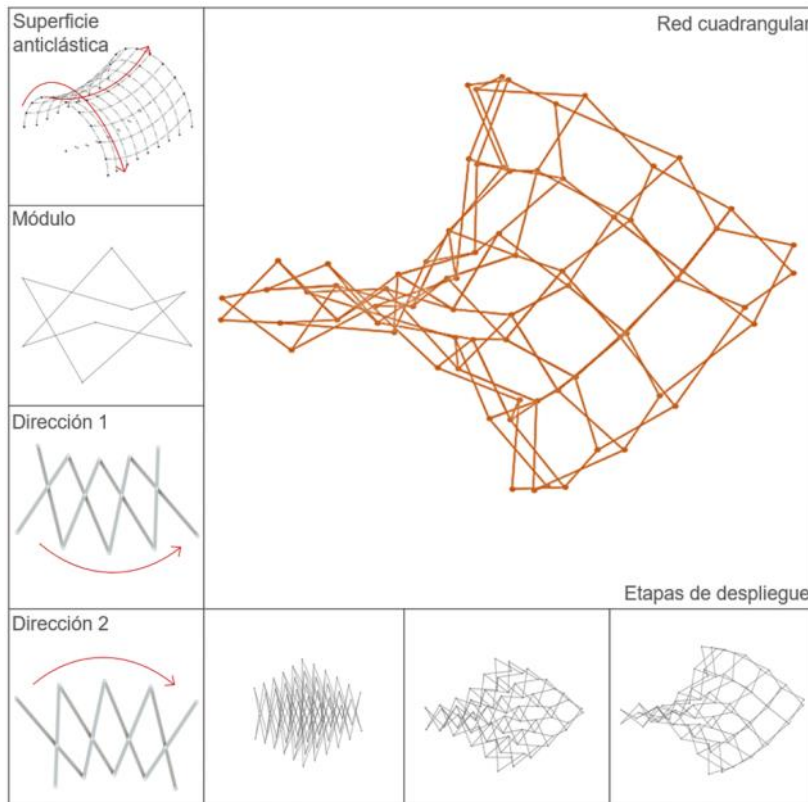 Superficie
anticlástica
Red cuadrangular
Módulo
Dirección 1
Etapas de despliegue
Dirección 2